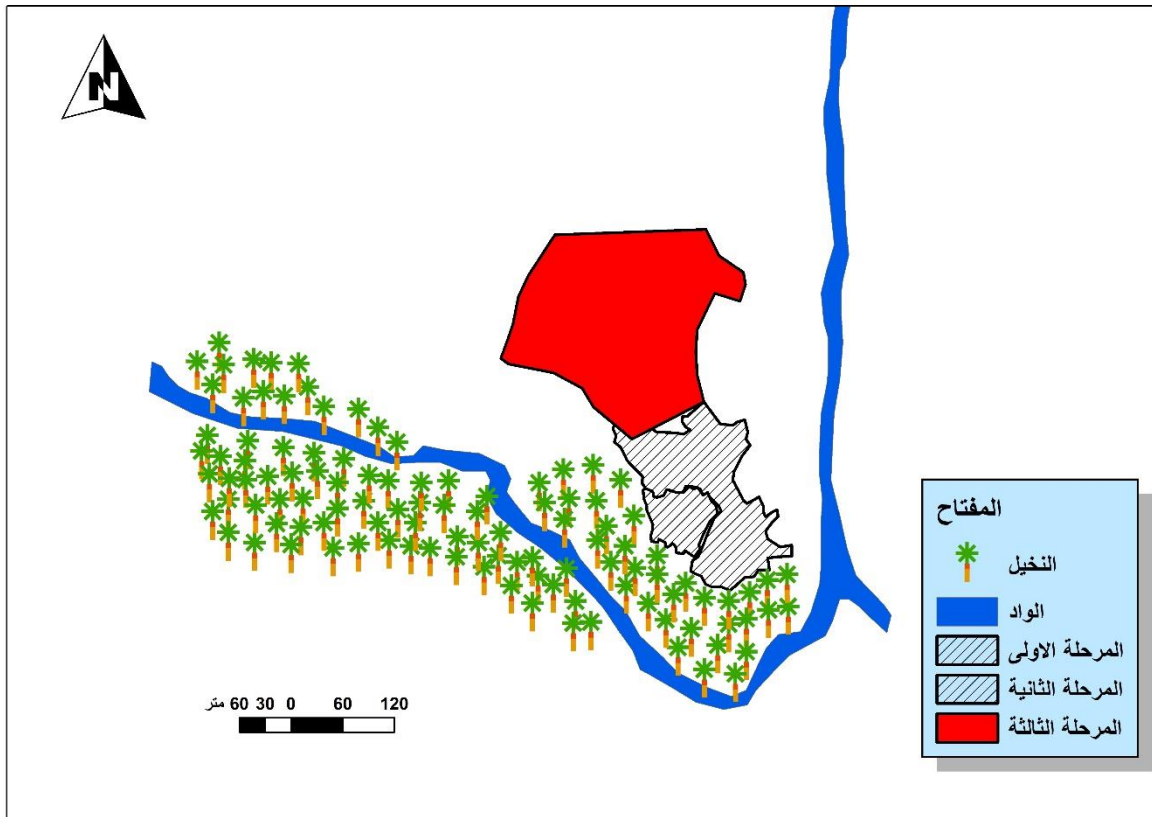 N
المفتاح
النخيل
الواد
المرحلة الاولى
المرحلة الثانية
المرحلة الثالثة
متر 60 30 0 60 120